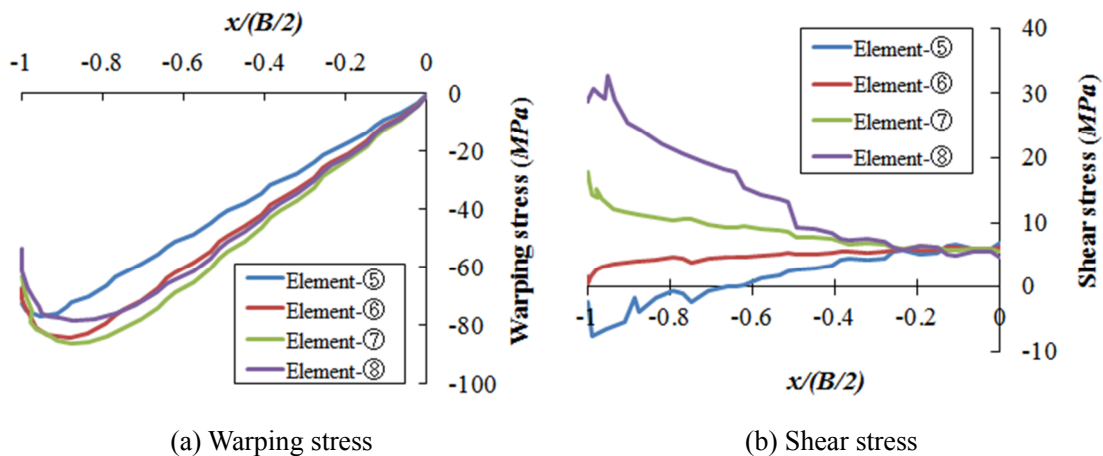 x/(B/2)
-1 -0.8 -0.6 -0.4 -0.2 0
0
-20
-40
-60
-80
-100
Warping stress (MPa)
Element-⑤
Element-⑥
Element-⑦
Element-⑧
(a) Warping stress
Element-⑤
Element-⑥
Element-⑦
Element-⑧
40
30
20
10
0
-10
Shear stress (MPa)
-1 -0.8 -0.6 -0.4 -0.2 0
x/(B/2)
(b) Shear stress